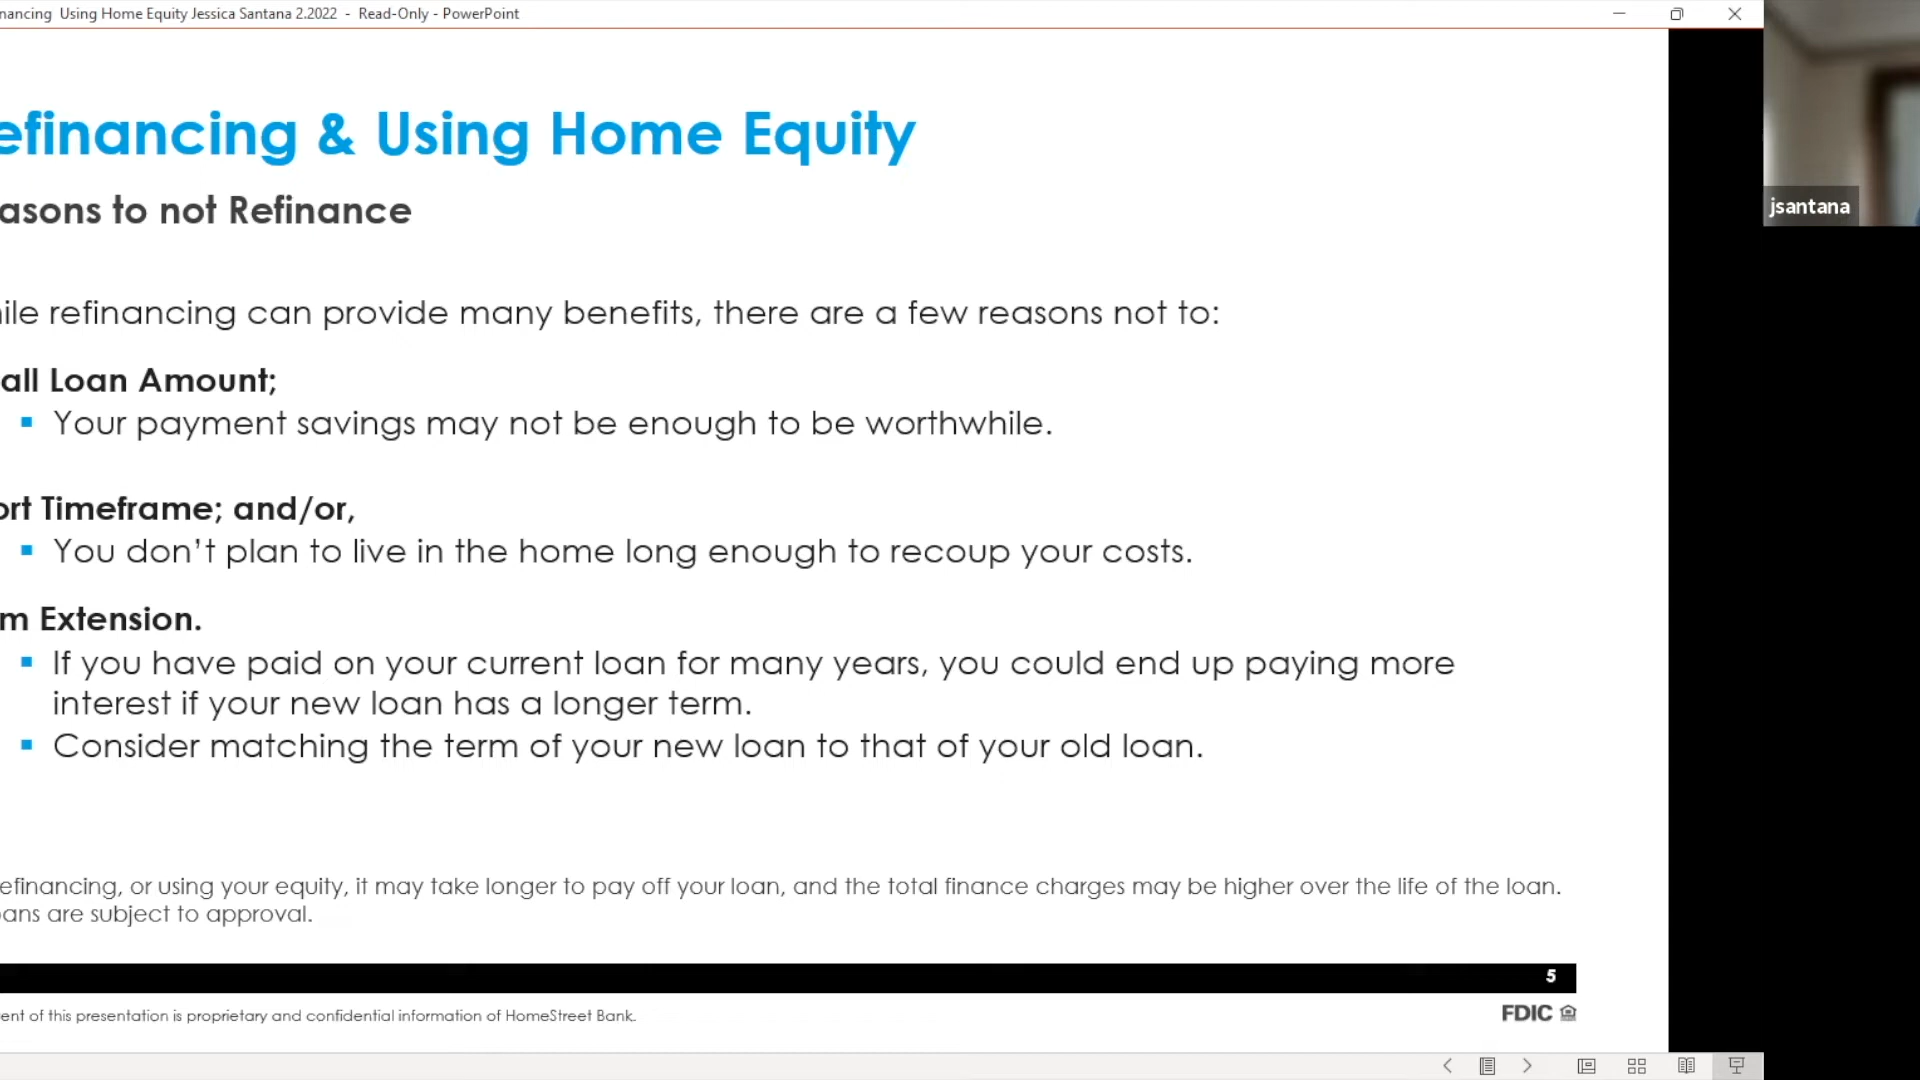 nancing Using Home Equity Jessica Santana 2.2022 - Read-Only - PowerPoint
efinancing & Using Home Equity
jsantana
asons to not Refinance
ile refinancing can provide many benefits, there are a few reasons not to:
all Loan Amount;
Your payment savings may not be enough to be worthwhile.
ort Timeframe; and/or,
You don’t plan to live in the home long enough to recoup your costs.
m Extension.
If you have paid on your current loan for many years, you could end up paying more
interest if your new loan has a longer term.
Consider matching the term of your new loan to that of your old loan.
efinancing, or using your equity, it may take longer to pay off your loan, and the total finance charges may be higher over the life of the loan.
ans are subject to approval.
5
ent of this presentation is proprietary and confidential information of HomeStreet Bank.
FDIC